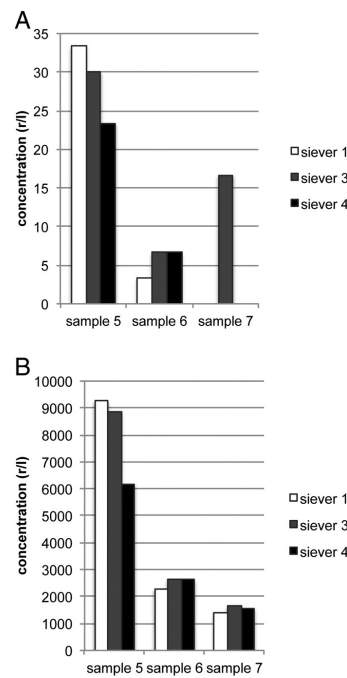 A
concentration (r/l)
35
30
25
20
15
10
5
0
sample 5 sample 6 sample 7
siever 1
siever 3
siever 4
B
concentration (r/l)
10000
9000
8000
7000
6000
5000
4000
3000
2000
1000
0
sample 5 sample 6 sample 7
siever 1
siever 3
siever 4